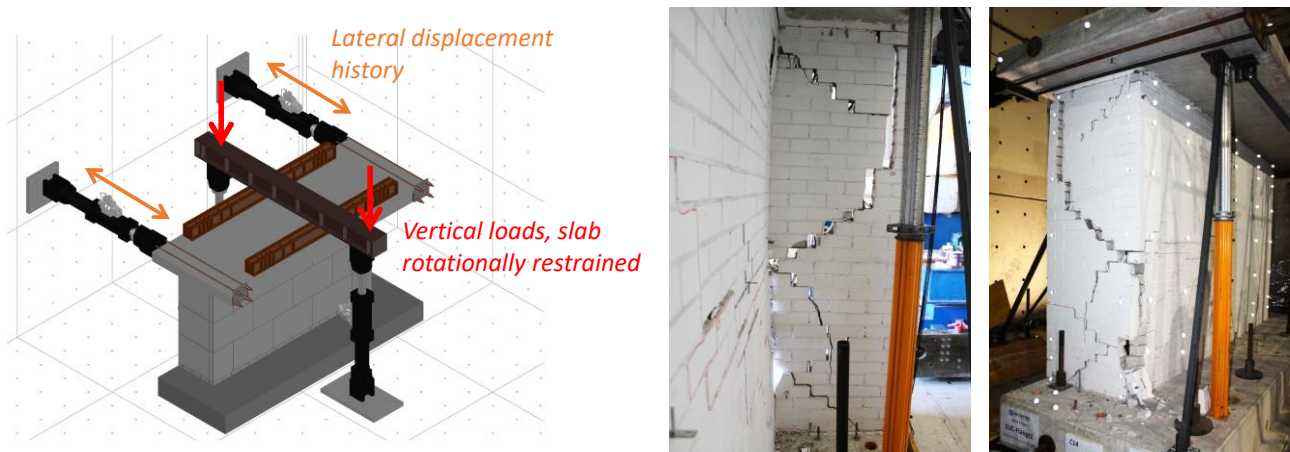 Lateral displacement
history
Vertical loads, slab
rotationally restrained